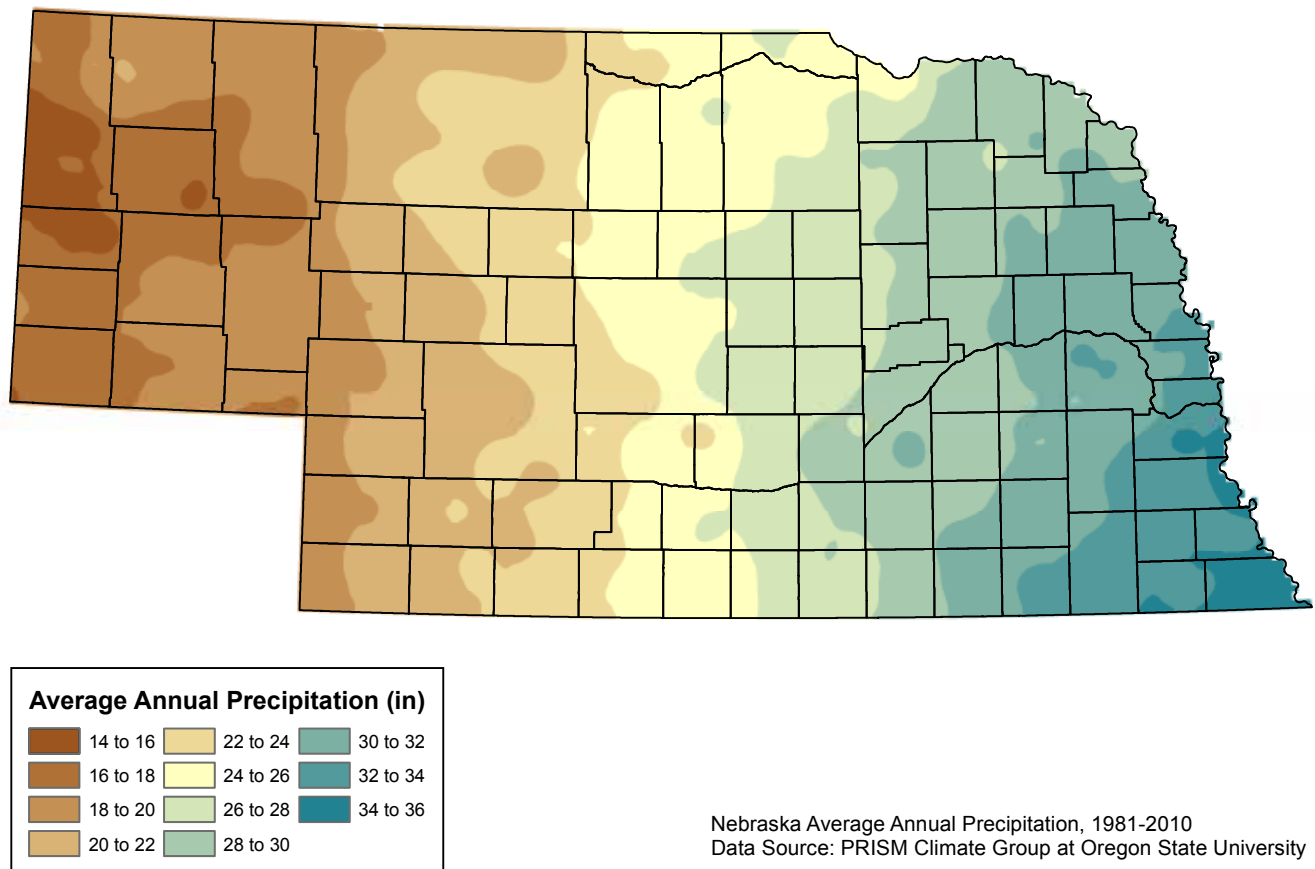 Average Annual Precipitation (in)
14 to 16
16 to 18
18 to 20
20 to 22
22 to 24
24 to 26
26 to 28
28 to 30
30 to 32
32 to 34
34 to 36
Nebraska Average Annual Precipitation, 1981-2010
Data Source: PRISM Climate Group at Oregon State University